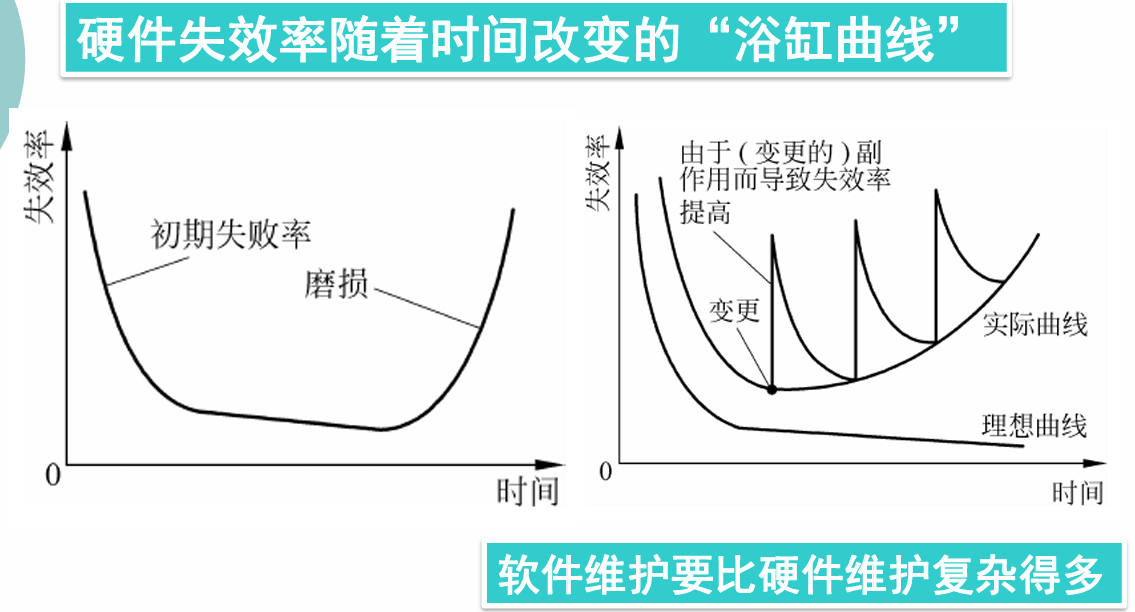 硬件失效率随着时间改变的“浴缸曲线”
失效率
初期失败率
磨损
0
时间
失效率
由于(变更的)副
作用而导致失效率
提高
变更
实际曲线
理想曲线
0
时间
软件维护要比硬件维护复杂得多